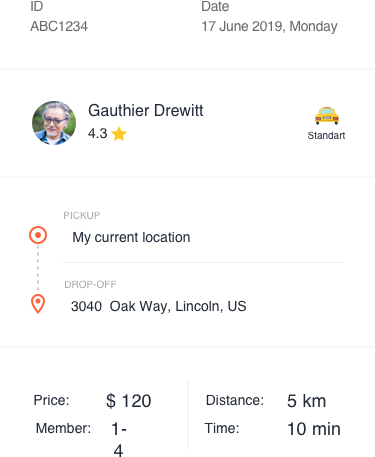 ID
ABC1234
Date
17 June 2019, Monday
Gauthier Drewitt
4.3
Standart
PICKUP
My current location
DROP-OFF
3040 Oak Way, Lincoln, US
Price: $ 120
Distance: 5 km
Member: 1-
4
Time: 10 min